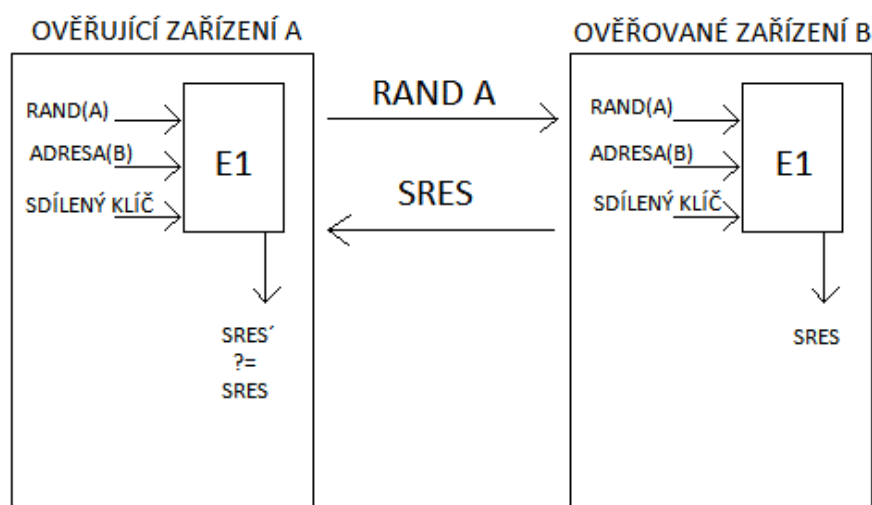 OVĚŘUJÍCÍ ZAŘÍZENÍ A
RAND(A)
ADRESA(B)
SDÍLENÝ KLÍČ
E1
SRES´
?=
SRES
RAND A
SRES
OVĚŘOVANÉ ZAŘÍZENÍ B
RAND(A)
ADRESA(B)
SDÍLENÝ KLÍČ
E1
SRES